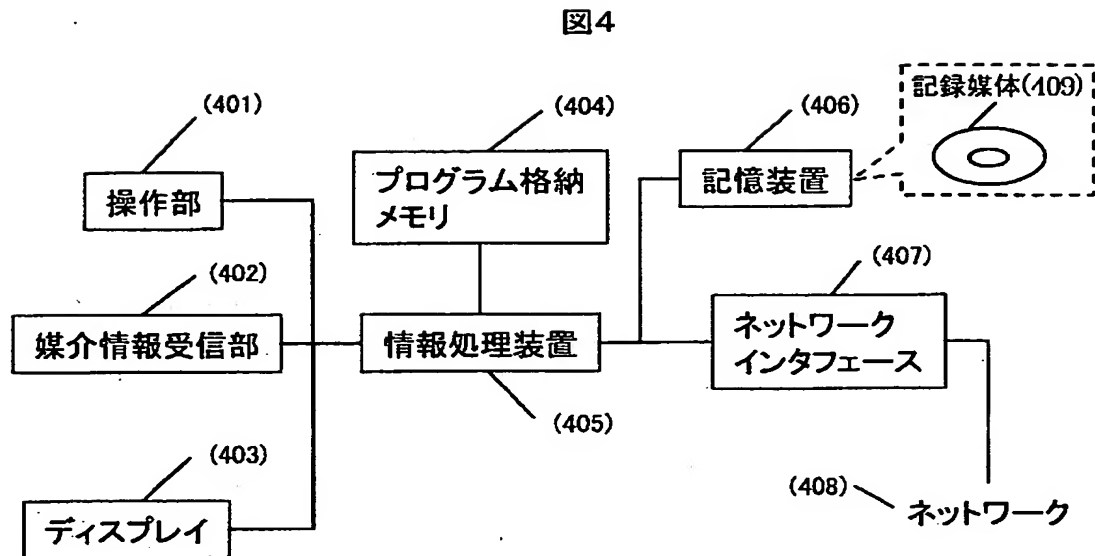 図4
(401)
操作部
(402)
媒介情報受信部
(403)
ディスプレイ
(404)
プログラム格納
メモリ
情報処理装置
(405)
(406)
記憶装置
記録媒体(409)
(407)
ネットワーク
インタフェース
(408)
ネットワーク